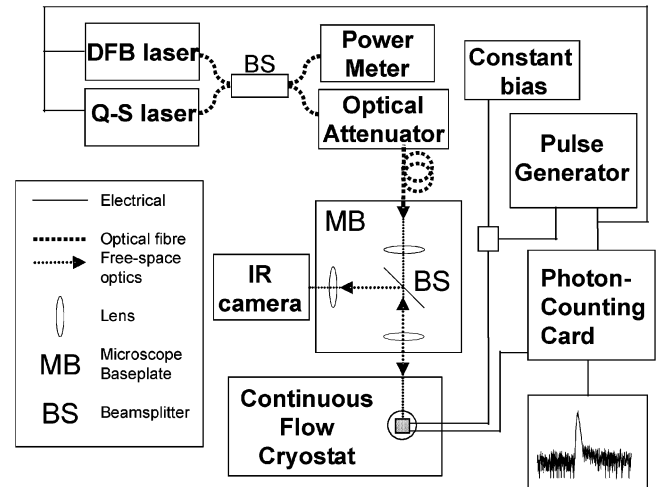 DFB laser
Q-S laser
BS
Power
Meter
Optical
Attenuator
Constant
bias
Pulse
Generator
Electrical
Optical fibre
Free-space
optics
Lens
MB
Microscope
Baseplate
BS
Beamsplitter
MB
BS
IR
camera
Photon-
Counting
Card
Continuous
Flow
Cryostat